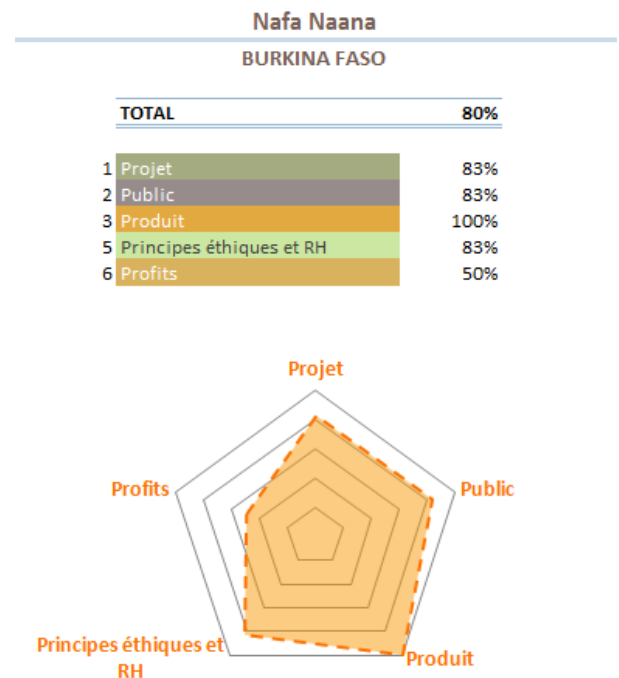 Nafa Naana
BURKINA FASO
TOTAL 80%
1 Projet 83%
2 Public 83%
3 Produit 100%
5 Principes éthiques et RH 83%
6 Profits 50%
Projet
Profits
Public
Principes éthiques et
RH
Produit